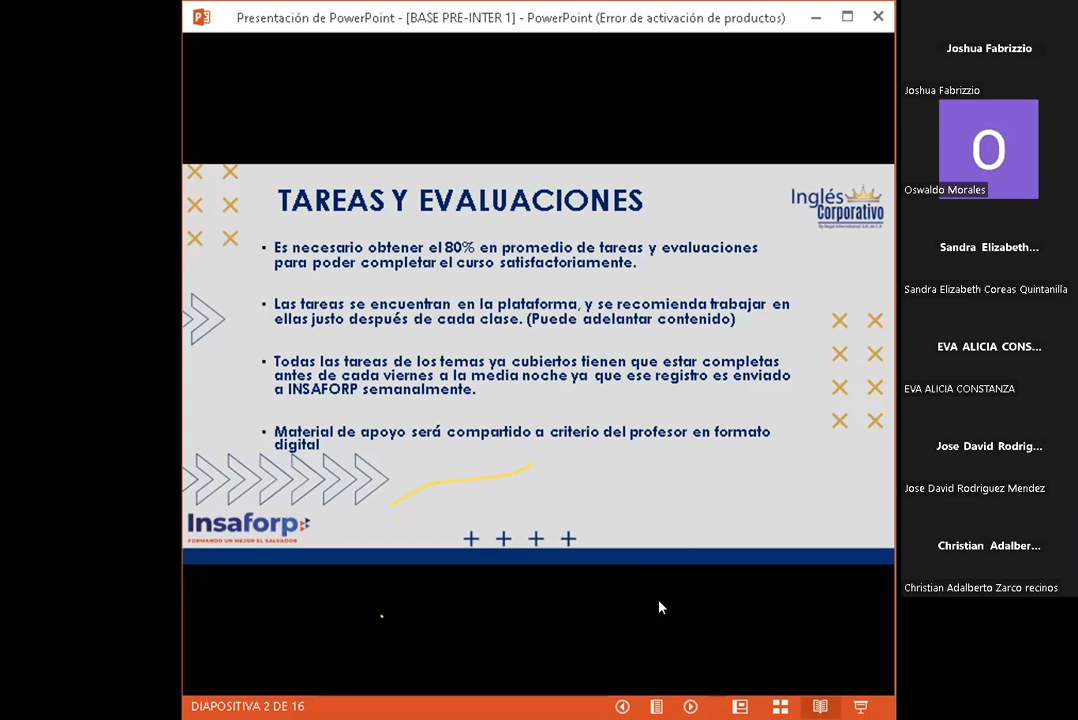 Presentación de PowerPoint - [BASE PRE-INTER 1] - PowerPoint (Error de activación de productos)
TAREAS Y EVALUACIONES
Inglés
Corporativo
▪ Es necesario obtener el 80% en promedio de tareas y evaluaciones
para poder completar el curso satisfactoriamente.
▪ Las tareas se encuentran en la plataforma, y se recomienda trabajar en
ellas justo después de cada clase. (Puede adelantar contenido)
▪ Todas las tareas de los temas ya cubiertos tienen que estar completas
antes de cada viernes a la media noche ya que ese registro es enviado
a INSAFORP semanalmente.
▪ Material de apoyo será compartido a criterio del profesor en formato
digital
Insaforp
FORMANDO UN MEJOR EL SALVADOR
DIAPOSITIVA 2 DE 16
Joshua Fabrizzio
Joshua Fabrizzio
O
Oswaldo Morales
Sandra Elizabeth...
Sandra Elizabeth Coreas Quintanilla
EVA ALICIA CONS...
EVA ALICIA CONSTANZA
Jose David Rodrig...
Jose David Rodriguez Mendez
Christian Adalber...
Christian Adalberto Zarco recinos